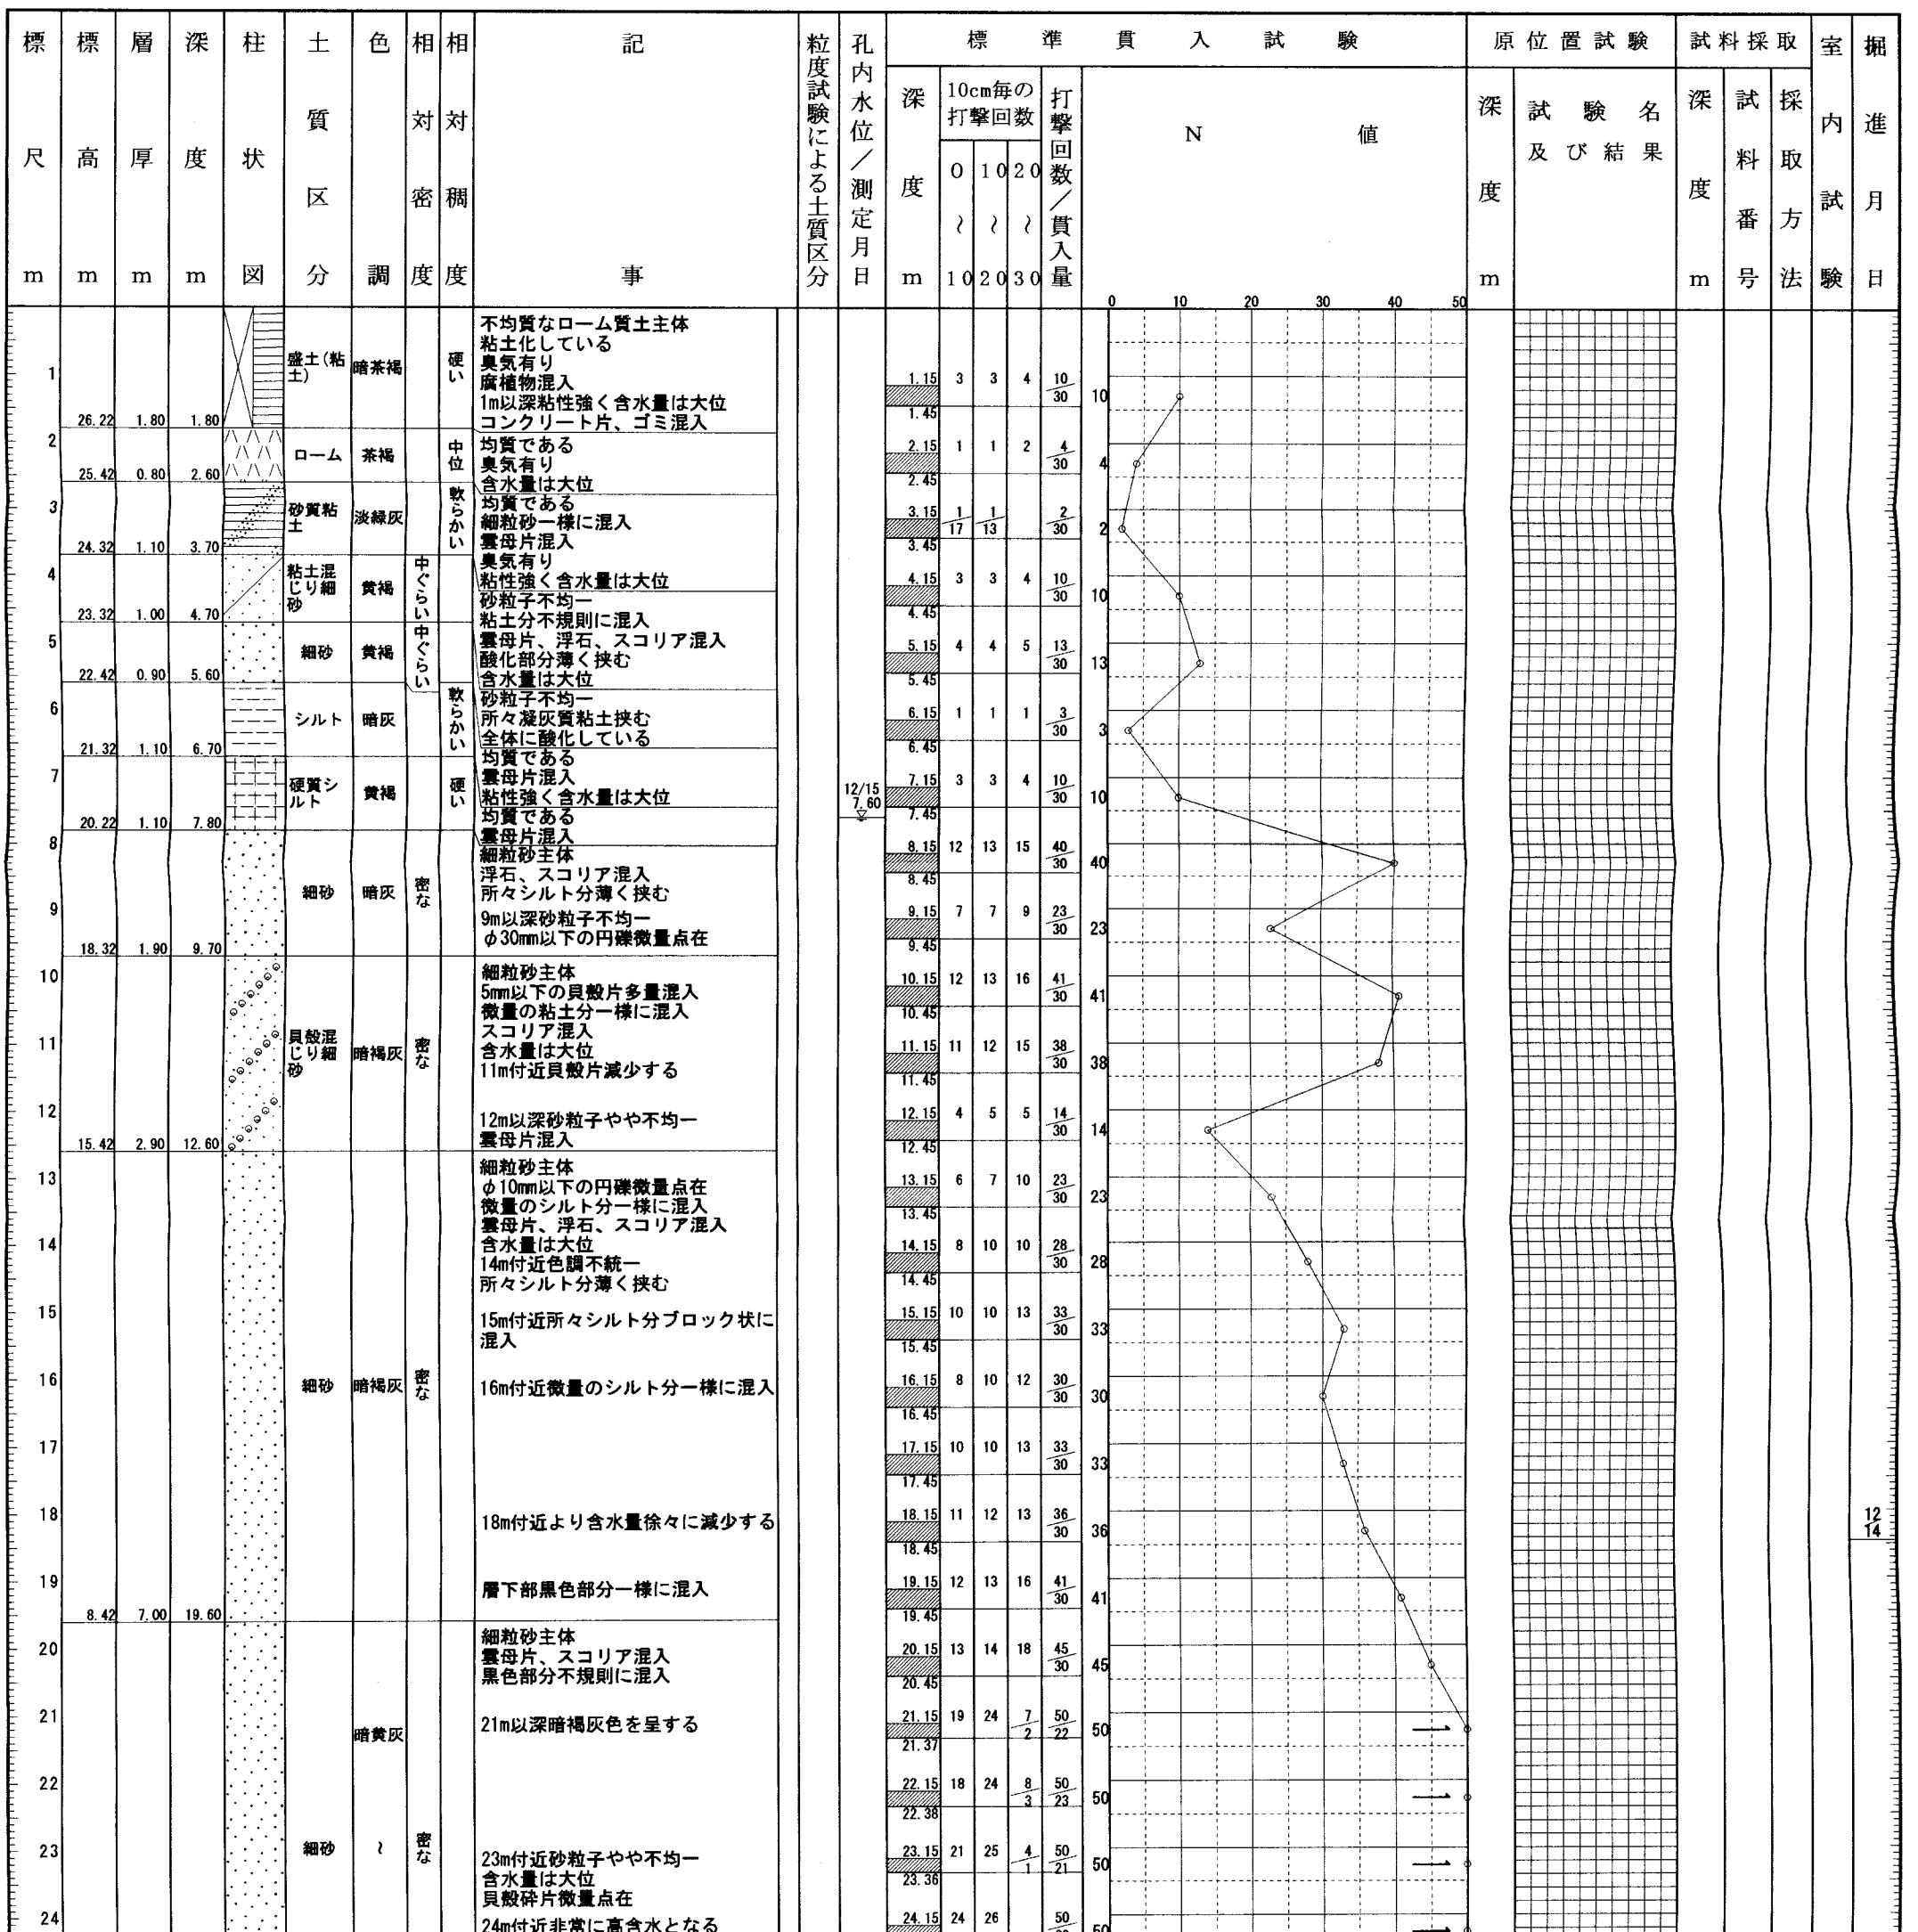 標尺 m
標高 m
層厚 m
深度 m
柱状図
土質区分
色調
相対密度
相対稠度
記事
粒度試験による土質区分
孔内水位／測定月日
標準貫入試験
深度 m
10cm毎の
打撃回数
0 10 20
～ ～ ～
10 20 30
打撃回数／貫入量
N 値
0 10 20 30 40 50
原位置試験
深度 m
試験名
及び結果
試料採取
深度 m
試料番号
採取方法
室内試験
掘進月日
1
2
3
4
5
6
7
8
9
10
11
12
13
14
15
16
17
18
19
20
21
22
23
24
26.22 1.80 1.80
盛土(粘
土)
暗茶褐
硬い
不均質なローム質土主体
粘土化している
臭気有り
腐植物混入
1m以深粘性強く含水量は大位
コンクリート片、ゴミ混入
25.42 0.80 2.60
ローム
茶褐
中位
均質である
臭気有り
含水量は大位
24.32 1.10 3.70
砂質粘
土
淡緑灰
軟らかい
均質である
細粒砂一様に混入
雲母片混入
臭気有り
粘性強く含水量は大位
23.32 1.00 4.70
粘土混
じり細
砂
黄褐
中ぐらい
砂粒子不均一
粘土分不規則に混入
雲母片、浮石、スコリア混入
酸化部分薄く挟む
含水量は大位
22.42 0.90 5.60
細砂
黄褐
中ぐらい
砂粒子不均一
所々凝灰質粘土挟む
全体に酸化している
21.32 1.10 6.70
シルト
暗灰
軟らかい
均質である
雲母片混入
粘性強く含水量は大位
20.22 1.10 7.80
硬質シ
ルト
黄褐
硬い
均質である
雲母片混入
18.32 1.90 9.70
細砂
暗灰
密な
細粒砂主体
浮石、スコリア混入
所々シルト分薄く挟む
9m以深砂粒子不均一
φ30mm以下の円礫微量点在
15.42 2.90 12.60
貝殻混
じり細
砂
暗褐灰
密な
細粒砂主体
5mm以下の貝殻片多量混入
微量の粘土分一様に混入
スコリア混入
含水量は大位
11m付近貝殻片減少する
12m以深砂粒子やや不均一
雲母片混入
8.42 7.00 19.60
細砂
暗褐灰
密な
細粒砂主体
φ10mm以下の円礫微量点在
微量のシルト分一様に混入
雲母片、浮石、スコリア混入
含水量は大位
14m付近色調不統一
所々シルト分薄く挟む
15m付近所々シルト分ブロック状に
混入
16m付近微量のシルト分一様に混入
18m付近より含水量徐々に減少する
層下部黒色部分一様に混入
細砂
暗黄灰
～
密な
細粒砂主体
雲母片、スコリア混入
黒色部分不規則に混入
21m以深暗褐灰色を呈する
23m付近砂粒子やや不均一
含水量は大位
貝殻砕片微量点在
24m付近非常に高含水となる
12/15
7.60
1.15 3 3 4 10/30 10
1.45
2.15 1 1 2 4/30 4
2.45
3.15 1/17 1/13 2/30 2
3.45
4.15 3 3 4 10/30 10
4.45
5.15 4 4 5 13/30 13
5.45
6.15 1 1 1 3/30 3
6.45
7.15 3 3 4 10/30 10
7.45
8.15 12 13 15 40/30 40
8.45
9.15 7 7 9 23/30 23
9.45
10.15 12 13 16 41/30 41
10.45
11.15 11 12 15 38/30 38
11.45
12.15 4 5 5 14/30 14
12.45
13.15 6 7 10 23/30 23
13.45
14.15 8 10 10 28/30 28
14.45
15.15 10 10 13 33/30 33
15.45
16.15 8 10 12 30/30 30
16.45
17.15 10 10 13 33/30 33
17.45
18.15 11 12 13 36/30 36
18.45
19.15 12 13 16 41/30 41
19.45
20.15 13 14 18 45/30 45
20.45
21.15 19 24 7/2 50/22 50
21.37
22.15 18 24 8/3 50/23 50
22.38
23.15 21 25 4/1 50/21 50
23.36
24.15 24 26 50 50
12
14